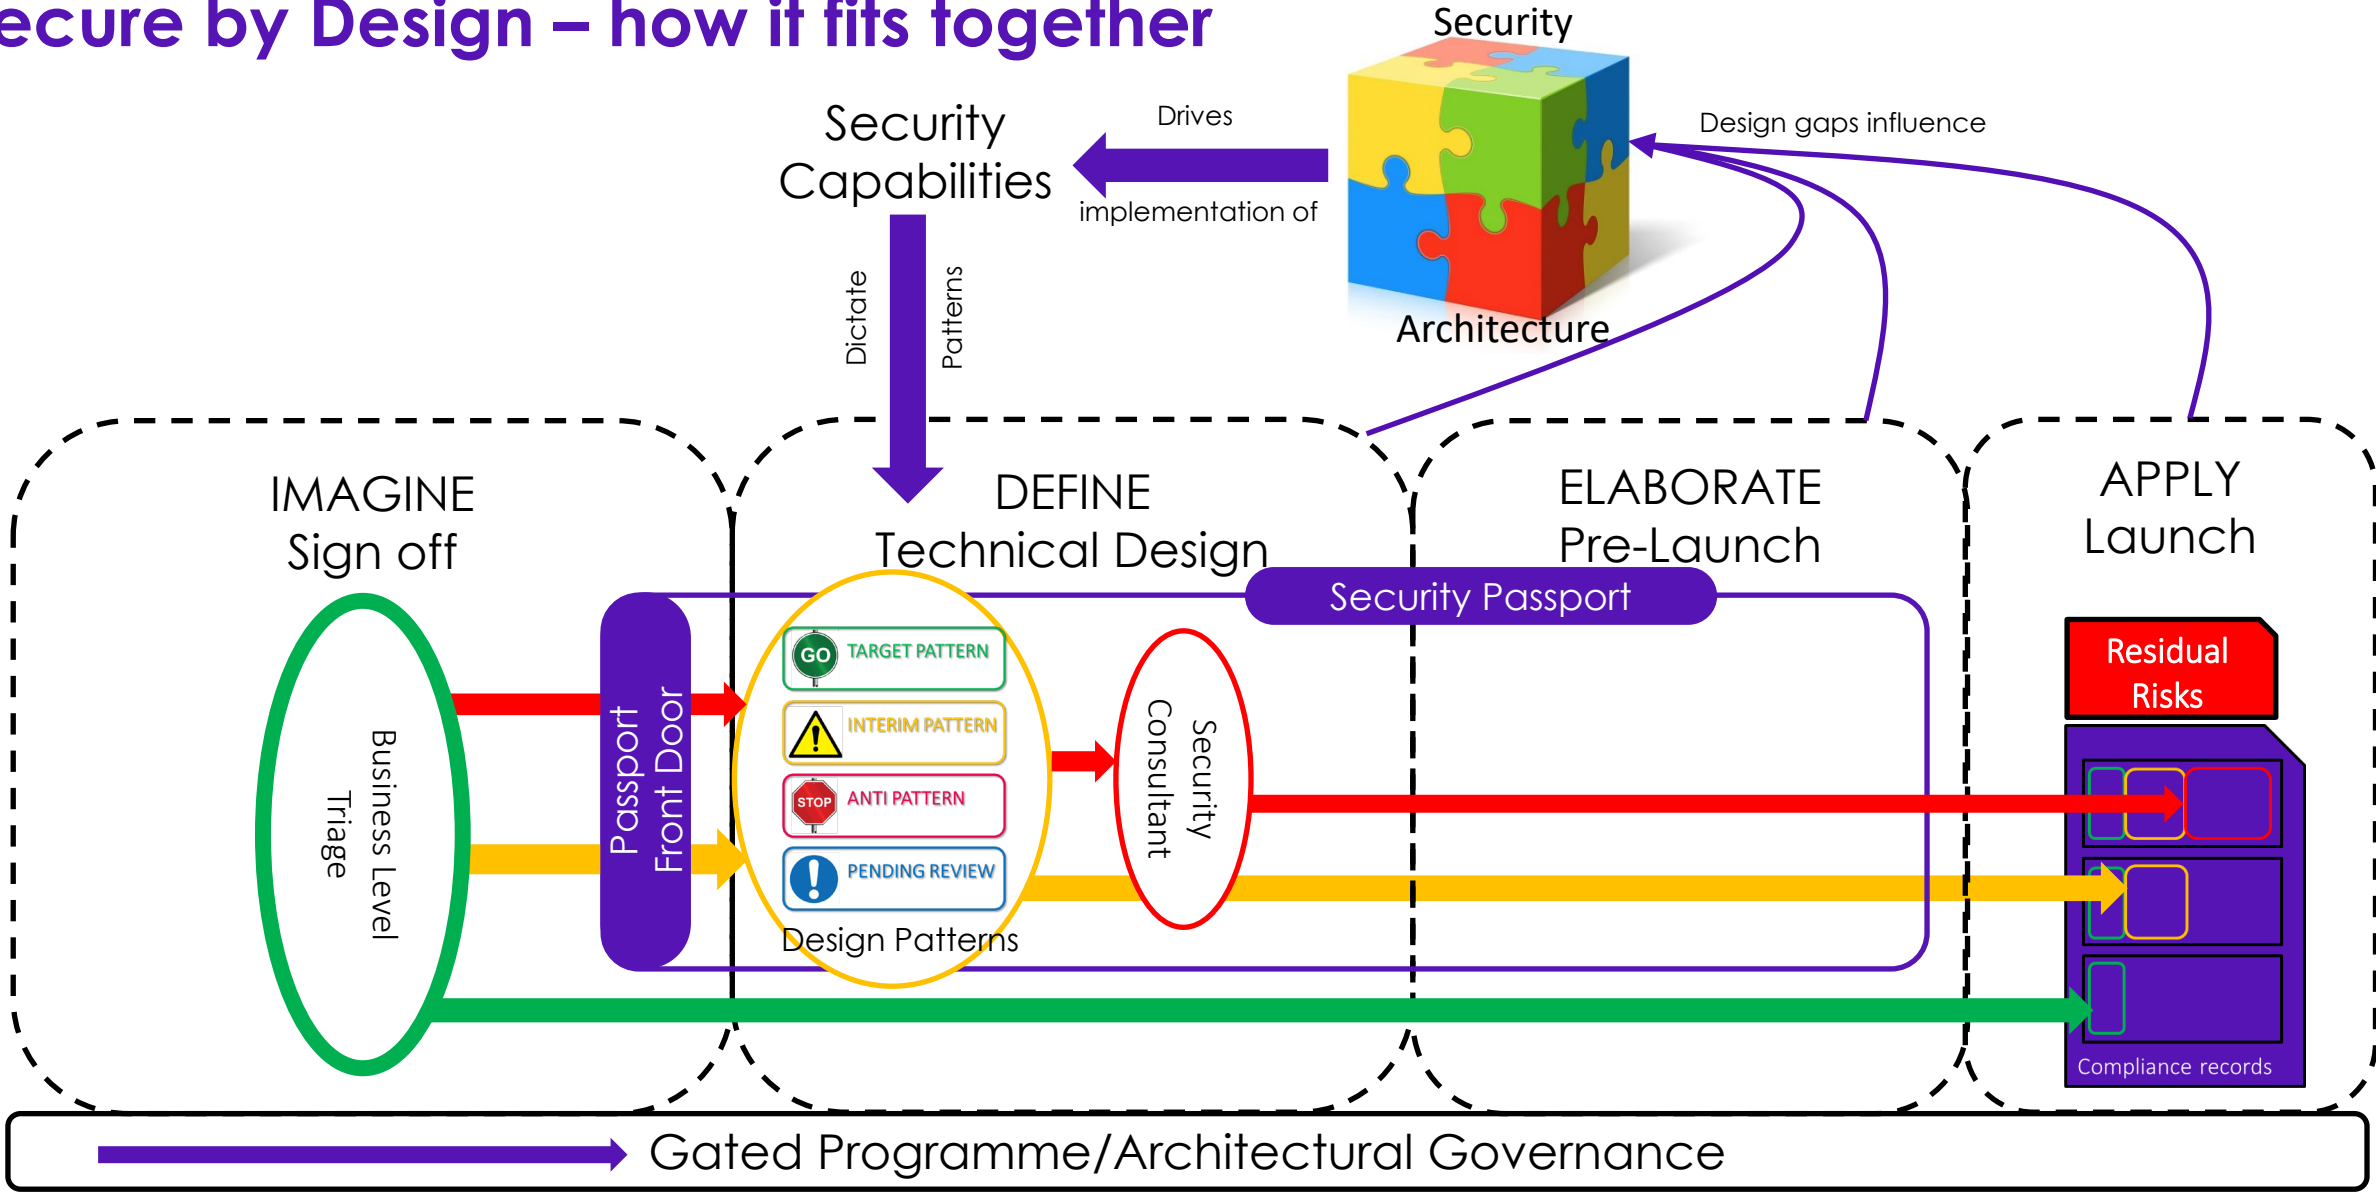 ecure by Design – how it fits together
Security
Architecture
Drives
implementation of
Design gaps influence
Security
Capabilities
Dictate
Patterns
IMAGINE
Sign off
DEFINE
Technical Design
ELABORATE
Pre-Launch
APPLY
Launch
Business Level
Triage
Passport
Front Door
Security Passport
GO
TARGET PATTERN
INTERIM PATTERN
STOP
ANTI PATTERN
PENDING REVIEW
Design Patterns
Security
Consultant
Residual
Risks
Compliance records
Gated Programme/Architectural Governance